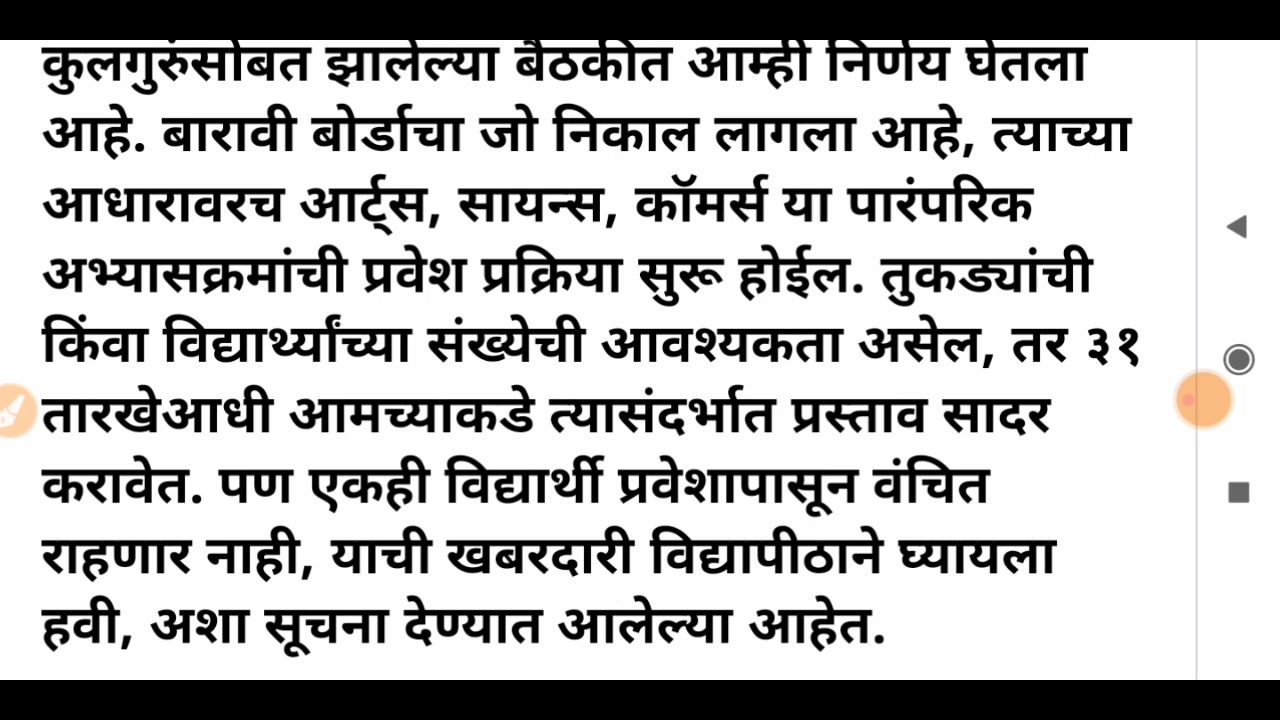 कुलगुरुंसोबत झालेल्या बैठकीत आम्ही निर्णय घेतला
आहे. बारावी बोर्डाचा जो निकाल लागला आहे, त्याच्या
आधारावरच आर्ट्स, सायन्स, कॉमर्स या पारंपरिक
अभ्यासक्रमांची प्रवेश प्रक्रिया सुरू होईल. तुकड्यांची
किंवा विद्यार्थ्यांच्या संख्येची आवश्यकता असेल, तर ३१
तारखेआधी आमच्याकडे त्यासंदर्भात प्रस्ताव सादर
करावेत. पण एकही विद्यार्थी प्रवेशापासून वंचित
राहणार नाही, याची खबरदारी विद्यापीठाने घ्यायला
हवी, अशा सूचना देण्यात आलेल्या आहेत.